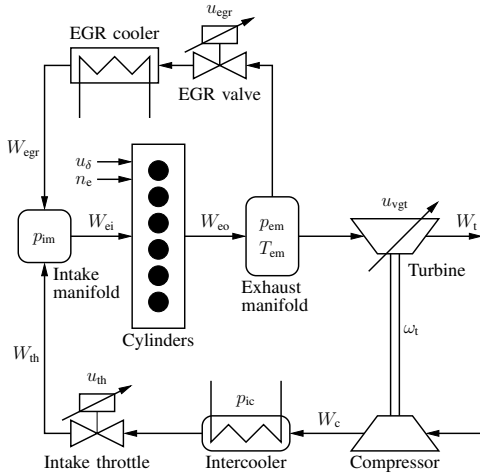 u_egr
EGR cooler
EGR valve
W_egr
u_δ
n_e
W_ei
W_eo
p_im
p_em
T_em
u_vgt
W_t
Intake
manifold
Exhaust
manifold
Turbine
Cylinders
ω_t
W_th
u_th
p_ic
W_c
Intake throttle
Intercooler
Compressor